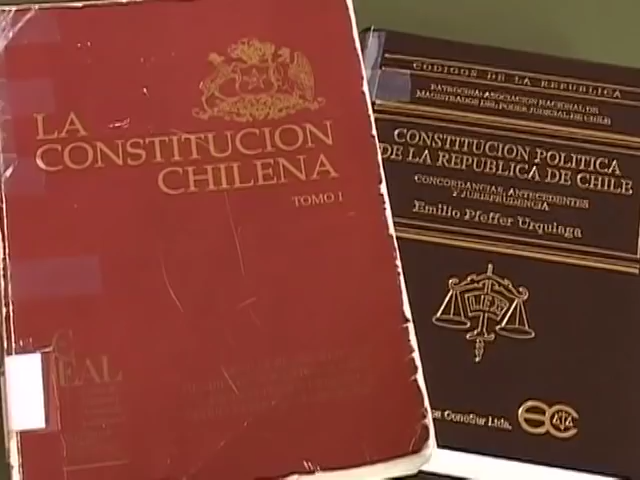 LA
CONSTITUCION
CHILENA
TOMO I
EAL
CODIGOS DE LA REPUBLICA
PATROCINA: ASOCIACION NACIONAL DE
MAGISTRADOS DEL PODER JUDICIAL DE CHILE
CONSTITUCION POLITICA
DE LA REPUBLICA DE CHILE
CONCORDANCIAS, ANTECEDENTES
Y JURISPRUDENCIA
Emilio Pfeffer Urquiaga
LEX
ConoSur Ltda.